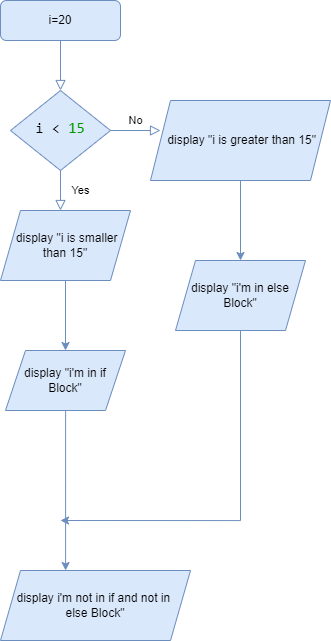 i=20
i < 15
No
display "i is greater than 15"
Yes
display "i is smaller
than 15"
display "i'm in else
Block"
display "i'm in if
Block"
display i'm not in if and not in
else Block"